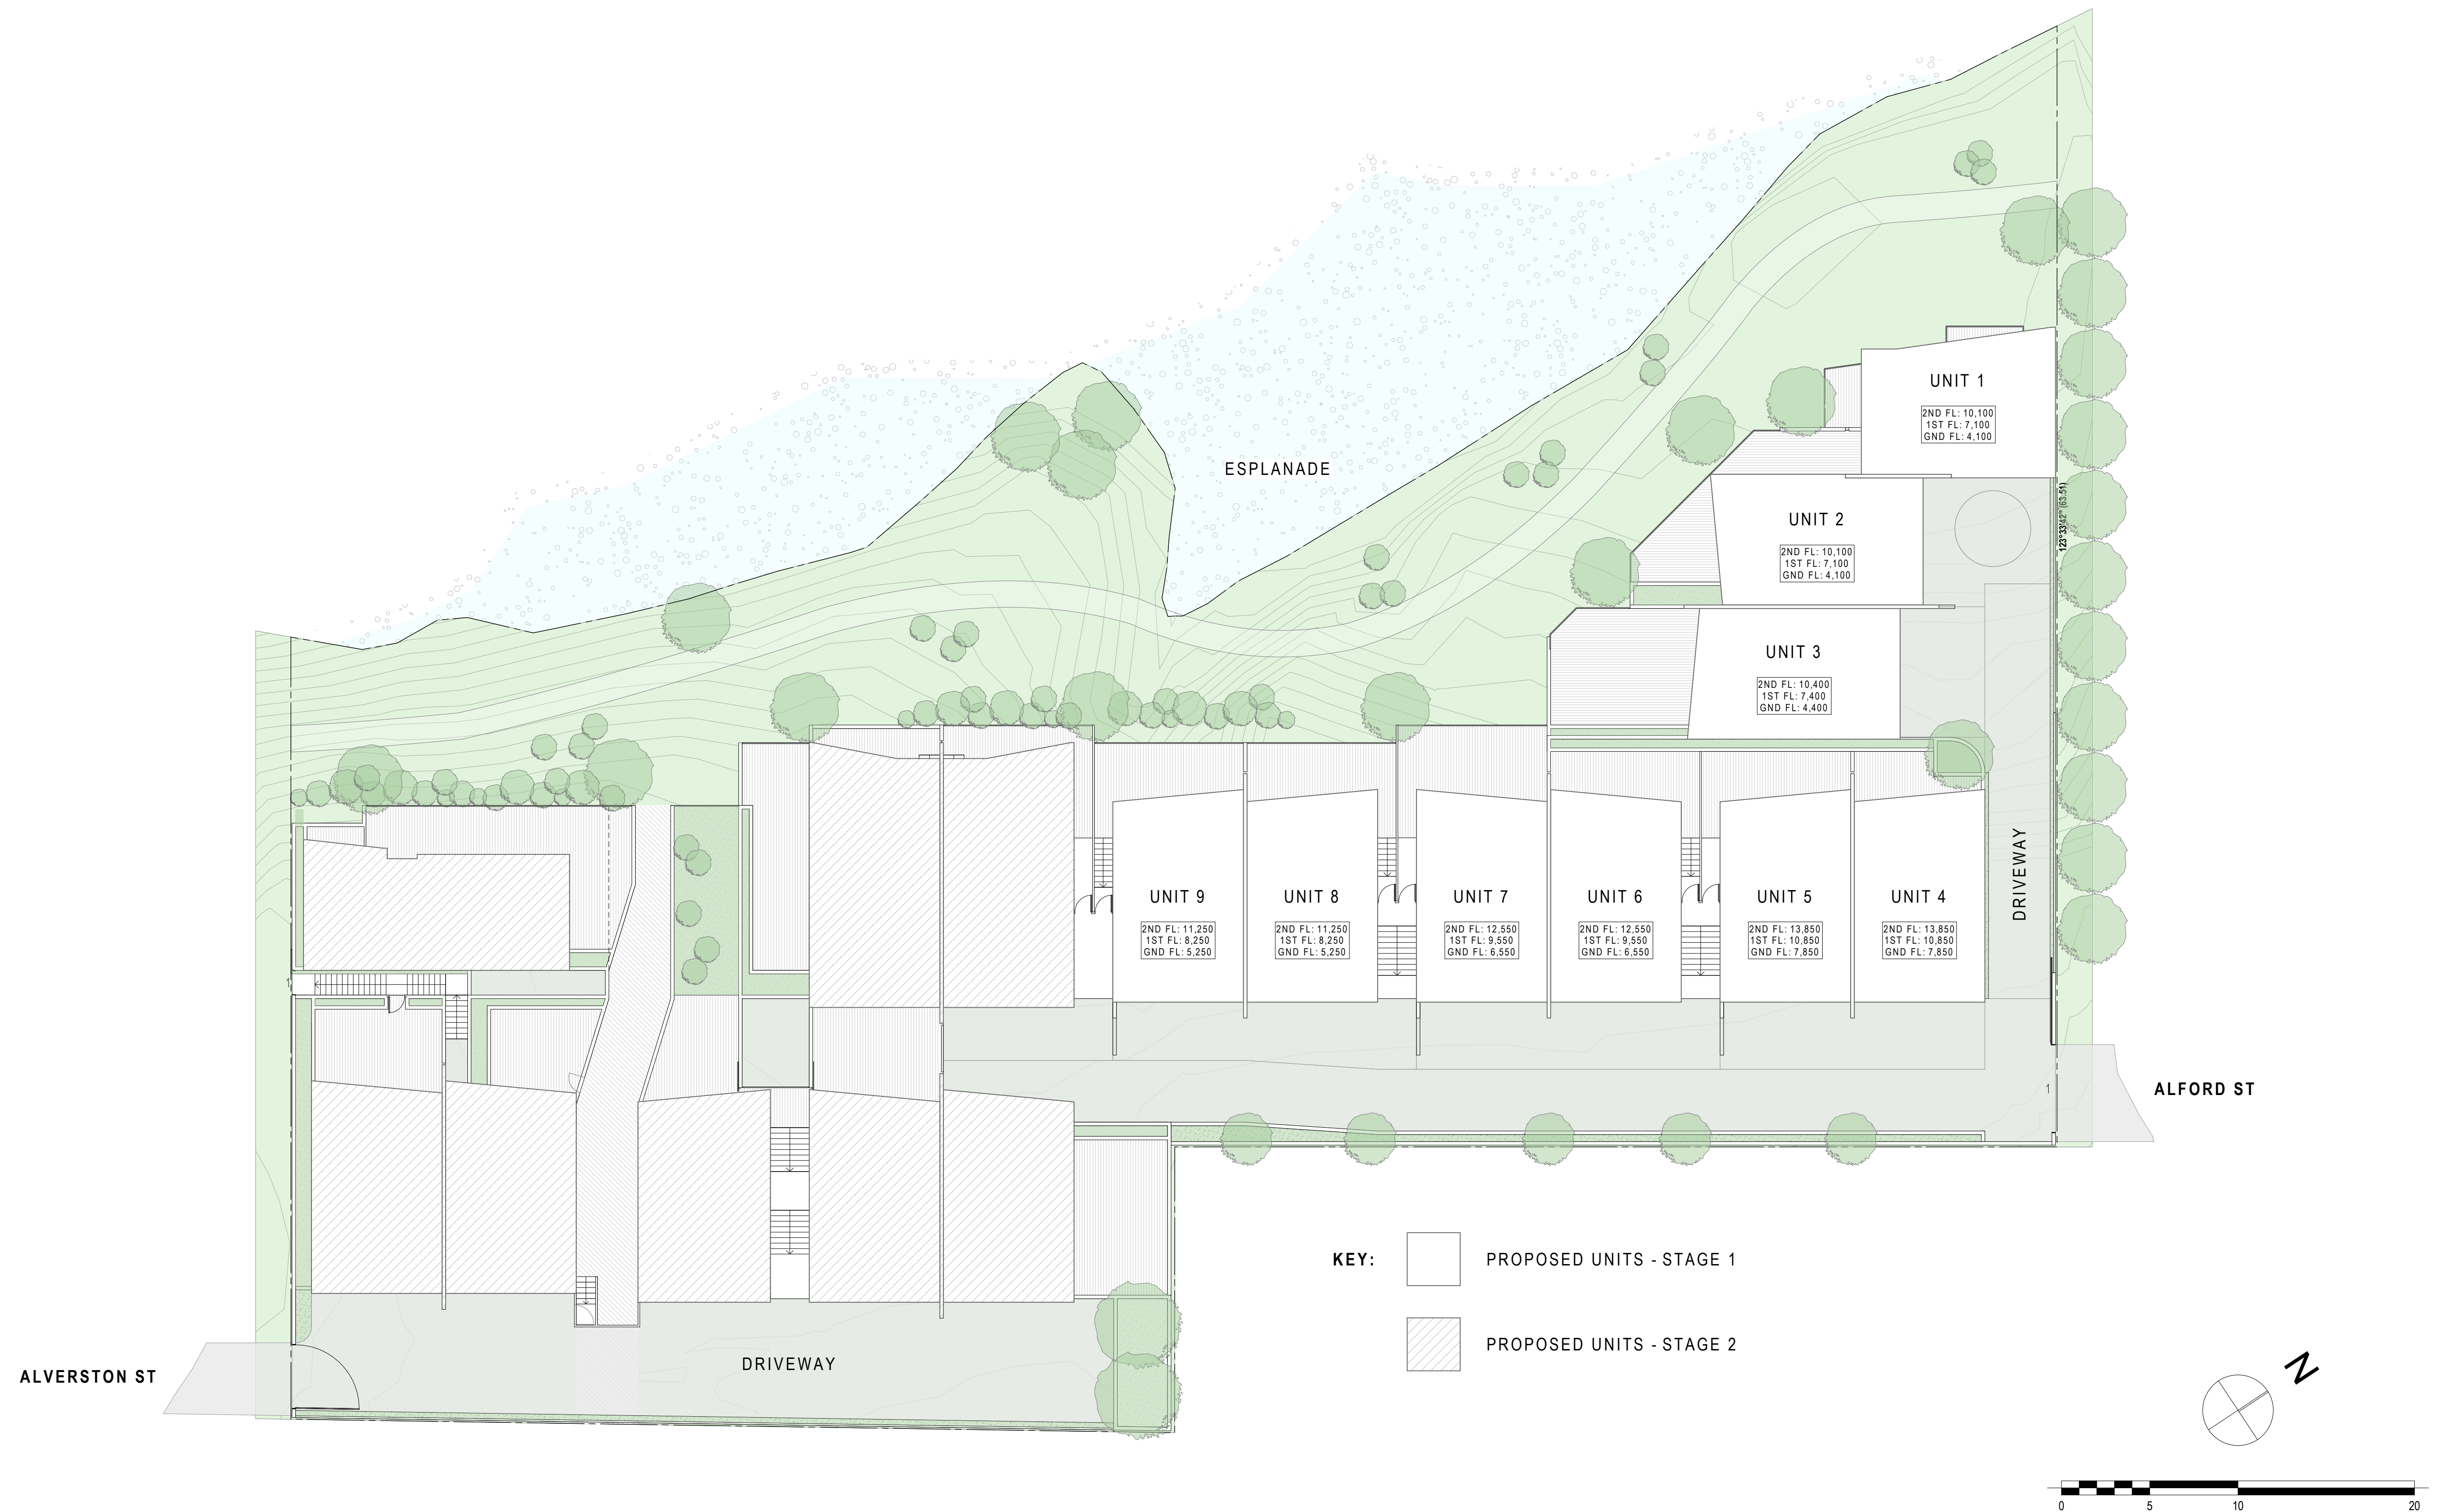 ESPLANADE
UNIT 1
2ND FL: 10,100
1ST FL: 7,100
GND FL: 4,100
123°33'42" (63.51)
UNIT 2
2ND FL: 10,100
1ST FL: 7,100
GND FL: 4,100
UNIT 3
2ND FL: 10,400
1ST FL: 7,400
GND FL: 4,400
UNIT 9
2ND FL: 11,250
1ST FL: 8,250
GND FL: 5,250
UNIT 8
2ND FL: 11,250
1ST FL: 8,250
GND FL: 5,250
UNIT 7
2ND FL: 12,550
1ST FL: 9,550
GND FL: 6,550
UNIT 6
2ND FL: 12,550
1ST FL: 9,550
GND FL: 6,550
UNIT 5
2ND FL: 13,850
1ST FL: 10,850
GND FL: 7,850
UNIT 4
2ND FL: 13,850
1ST FL: 10,850
GND FL: 7,850
DRIVEWAY
1
1
ALFORD ST
KEY:
PROPOSED UNITS - STAGE 1
PROPOSED UNITS - STAGE 2
DRIVEWAY
ALVERSTON ST
N
0 5 10 20